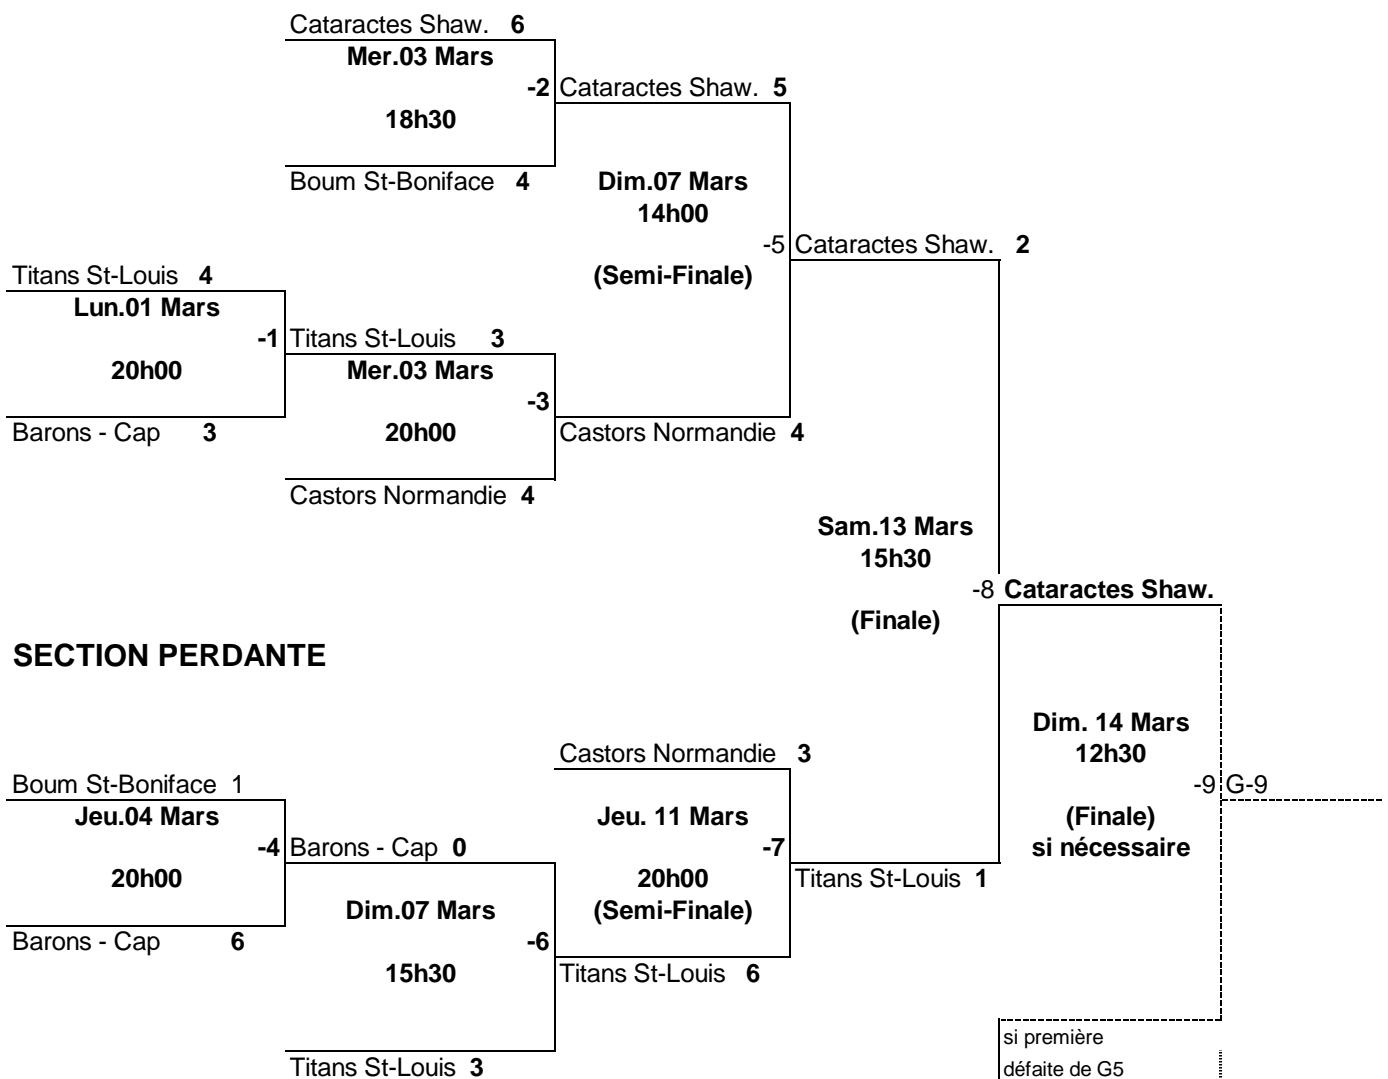 Cataractes Shaw. 6
Mer.03 Mars
-2 Cataractes Shaw. 5
18h30
Boum St-Boniface 4
Dim.07 Mars
14h00
-5 Cataractes Shaw. 2
(Semi-Finale)
Titans St-Louis 4
Lun.01 Mars
-1 Titans St-Louis 3
20h00
Mer.03 Mars
-3
Barons - Cap 3
20h00
Castors Normandie 4
Castors Normandie 4
Sam.13 Mars
15h30
-8 Cataractes Shaw.
(Finale)
SECTION PERDANTE
Dim. 14 Mars
Castors Normandie 3
12h30
Boum St-Boniface 1
-9 G-9
Jeu.04 Mars
Jeu. 11 Mars
(Finale)
-4 Barons - Cap 0
-7
si nécessaire
20h00
20h00
Titans St-Louis 1
Dim.07 Mars
(Semi-Finale)
Barons - Cap 6
-6
15h30
Titans St-Louis 6
si première
Titans St-Louis 3
défaite de G5